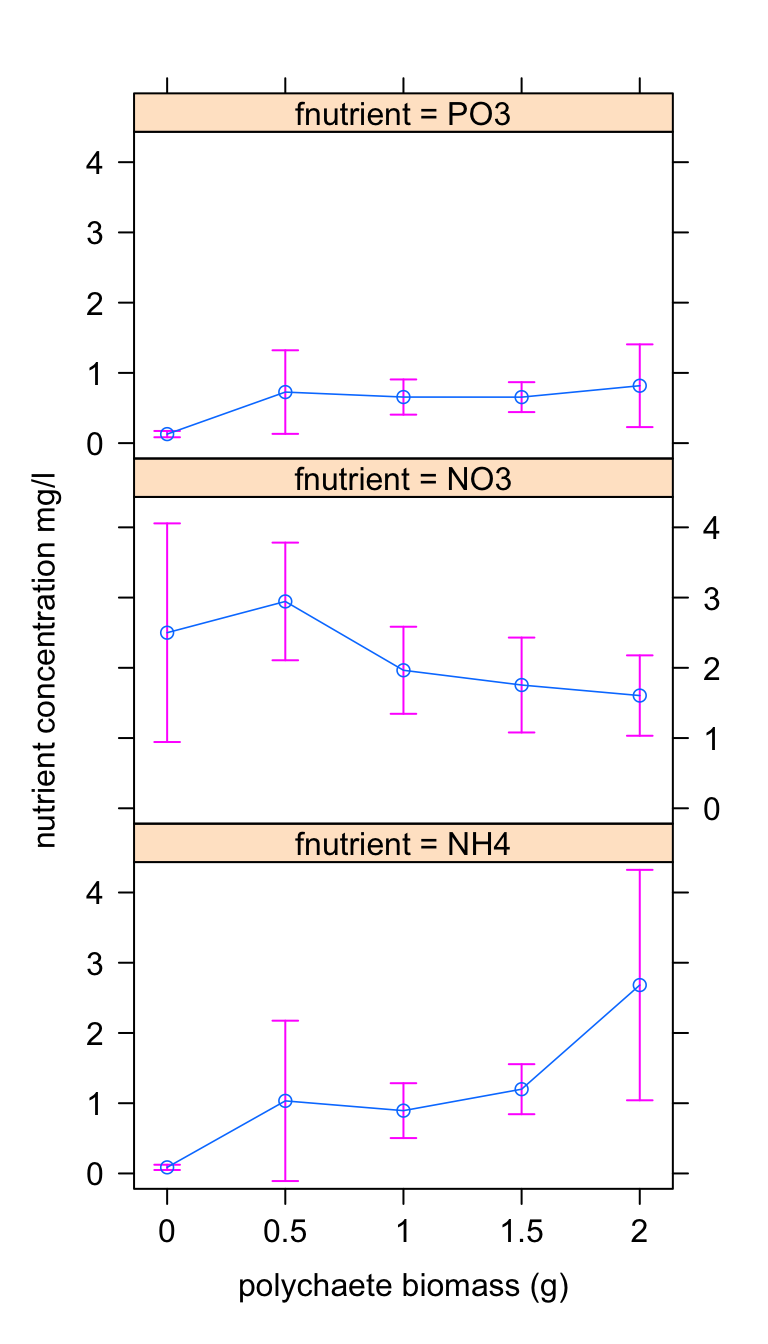 fnutrient = PO3
4
3
2
1
0
fnutrient = NO3
4
3
2
1
0
fnutrient = NH4
4
3
2
1
0
0 0.5 1 1.5 2
polychaete biomass (g)
nutrient concentration mg/l